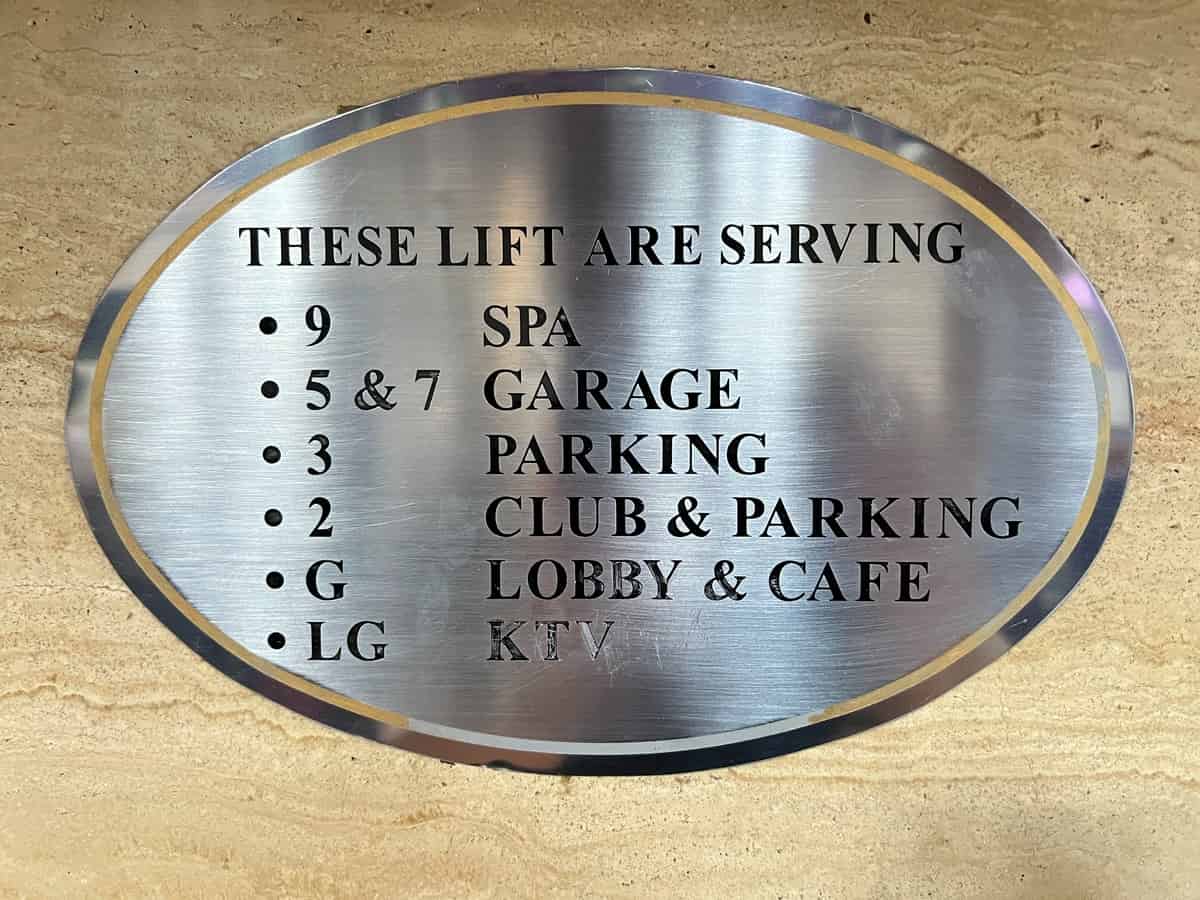 THESE LIFT ARE SERVING
• 9 SPA
• 5 & 7 GARAGE
• 3 PARKING
• 2 CLUB & PARKING
• G LOBBY & CAFE
• LG KTV